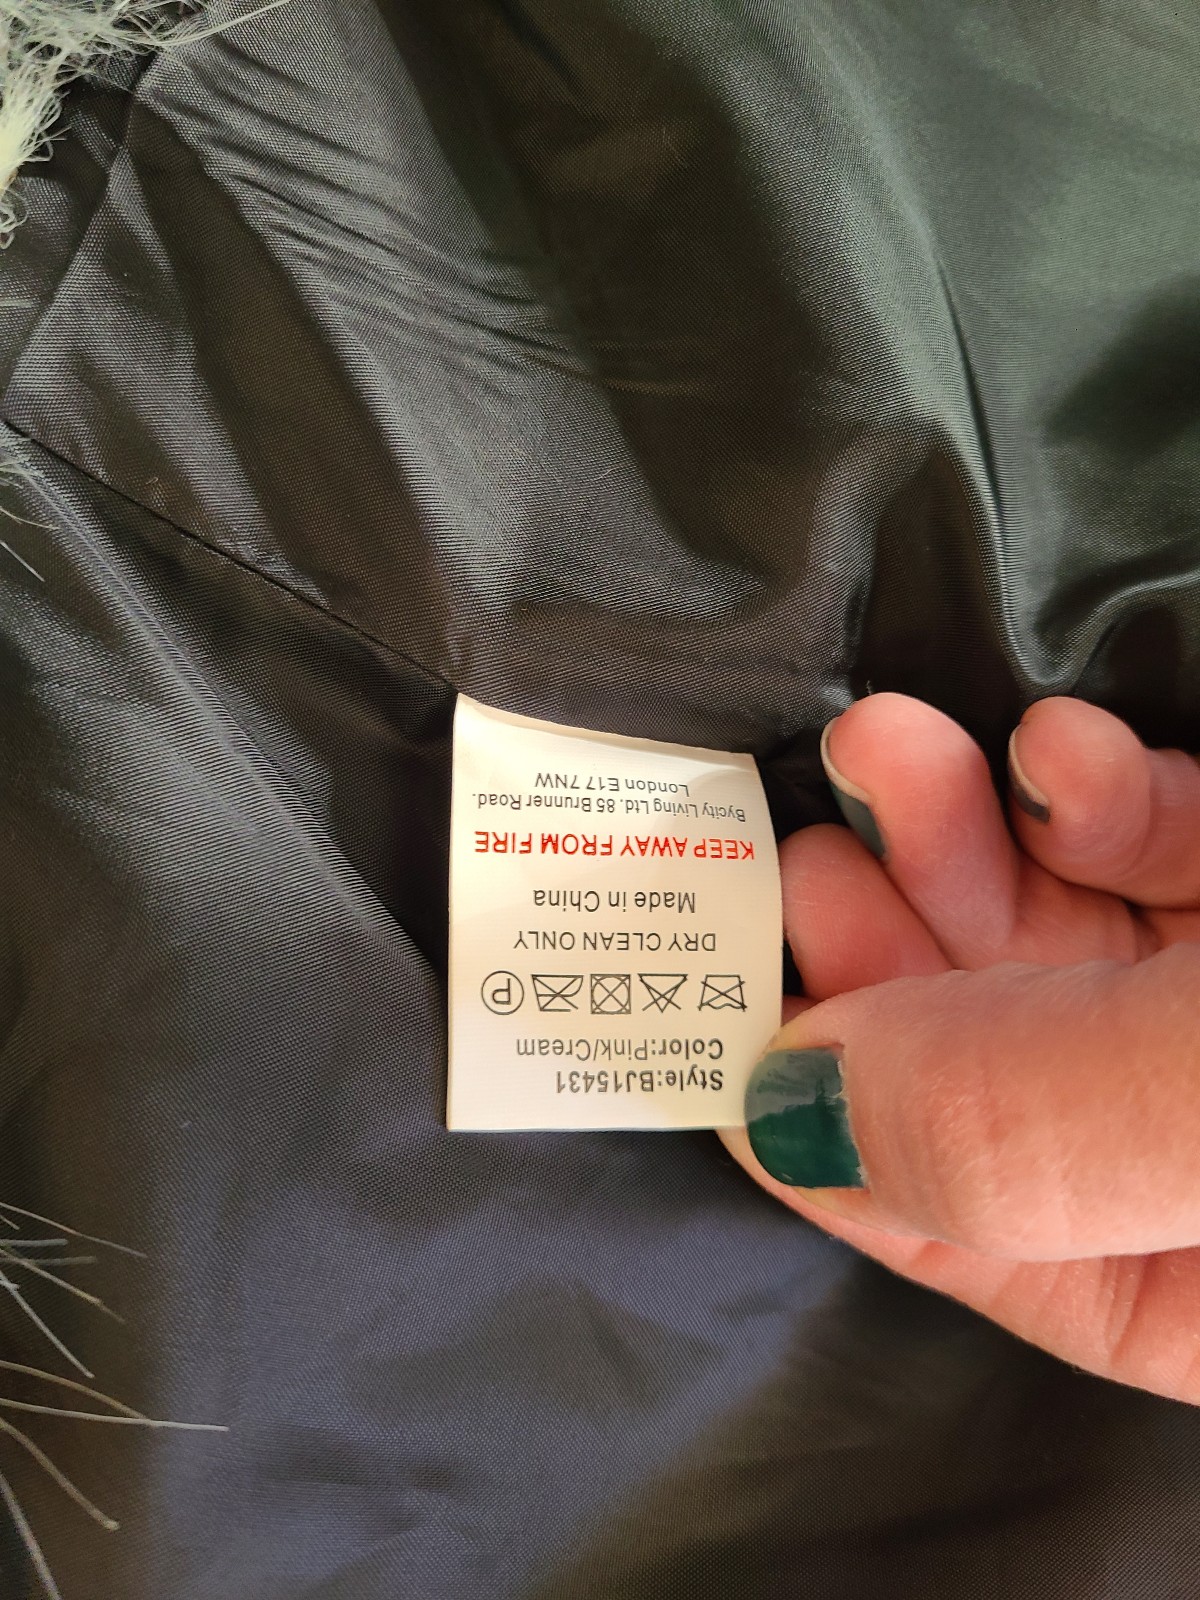 Style:BJ15431
Color:Pink/Cream
P
DRY CLEAN ONLY
Made in China
KEEP AWAY FROM FIRE
Bycity Living Ltd. 85 Brunner Road.
London E17 7NW